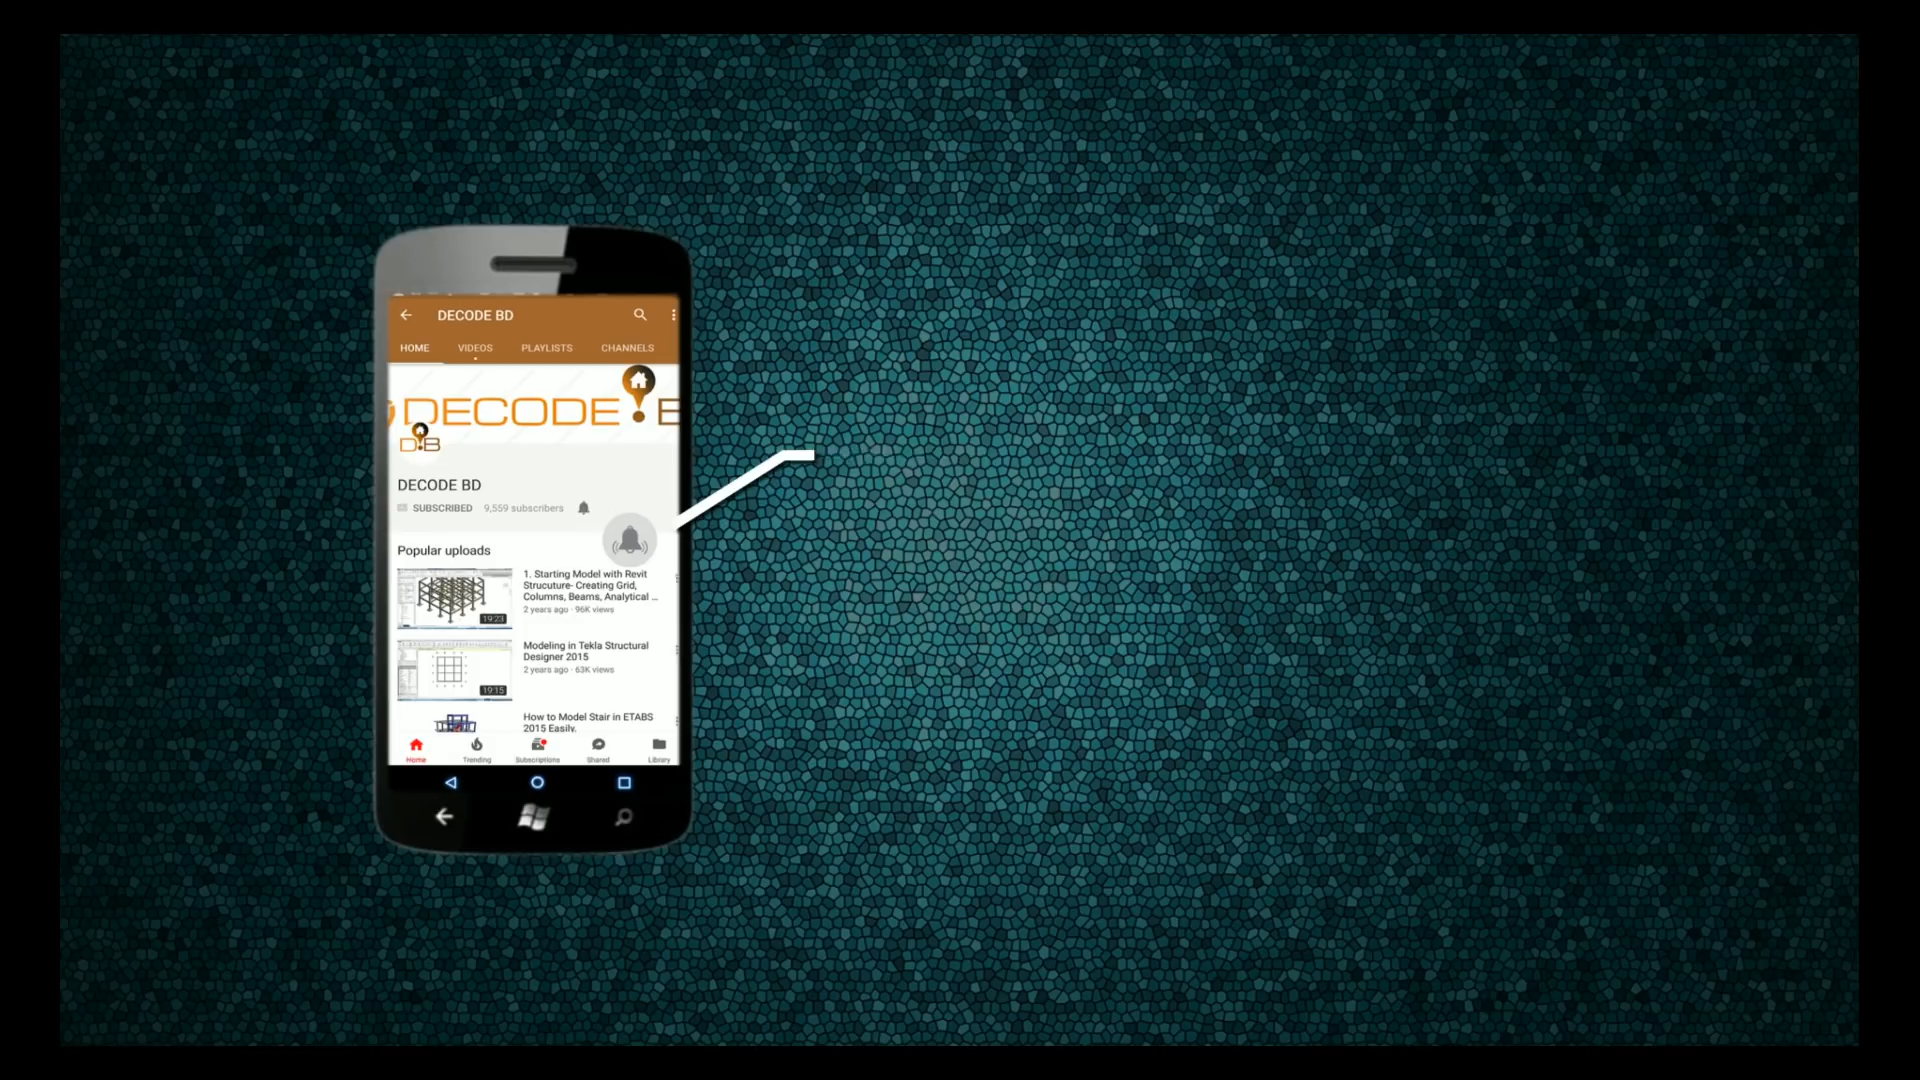 DECODE BD
HOME VIDEOS PLAYLISTS CHANNELS
DECODE B
D B
DECODE BD
SUBSCRIBED 9,559 subscribers
Popular uploads
1. Starting Model with Revit
Strucuture- Creating Grid,
Columns, Beams, Analytical ...
2 years ago · 96K views
19:23
Modeling in Tekla Structural
Designer 2015
2 years ago · 63K views
19:15
How to Model Stair in ETABS
2015 Easily.
Home Trending Subscriptions Shared Library